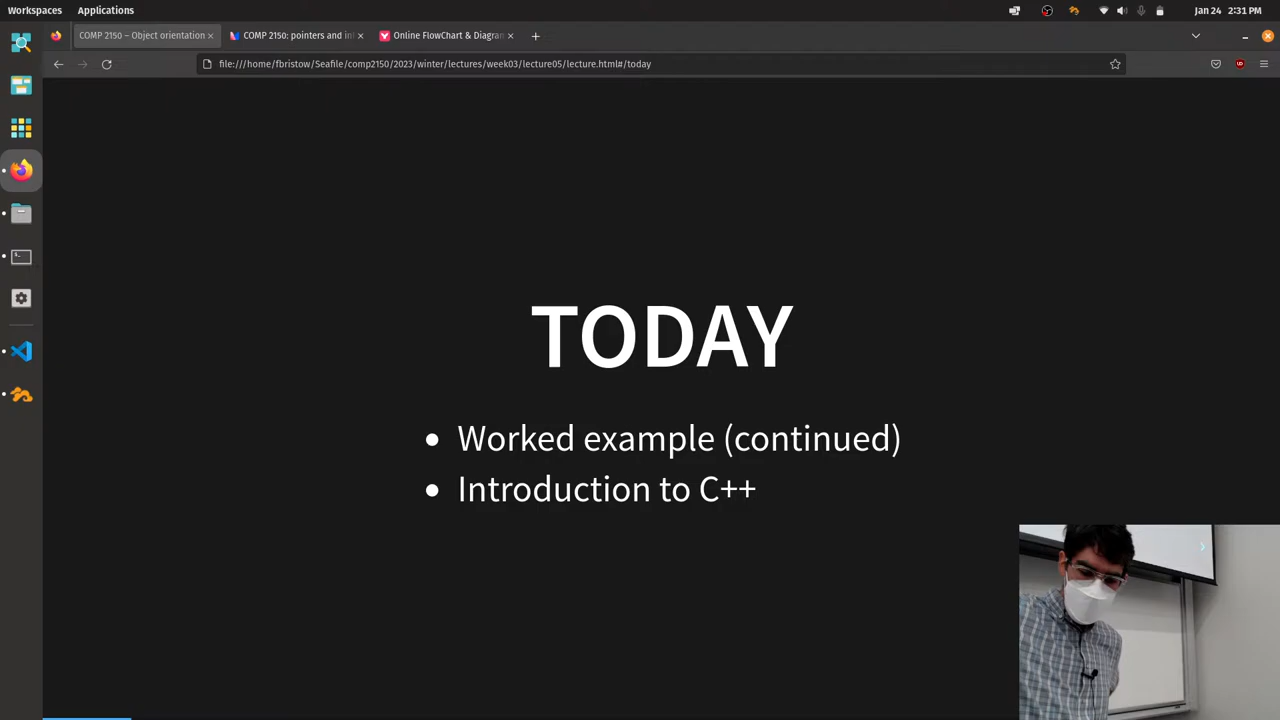 Workspaces Applications Jan 24 2:31 PM
COMP 2150 – Object orientation COMP 2150: pointers and in Online FlowChart & Diagram
file:///home/fbristow/Seafile/comp2150/2023/winter/lectures/week03/lecture05/lecture.html#/today
TODAY
Worked example (continued)
Introduction to C++